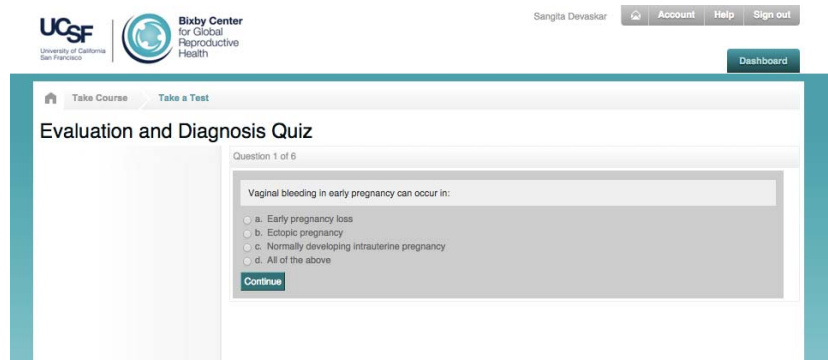 Sangita Devaskar
Account
Help
Sign out
UCSF
University of California
San Francisco
Bixby Center
for Global
Reproductive
Health
Dashboard
Take Course
Take a Test
Evaluation and Diagnosis Quiz
Question 1 of 6
Vaginal bleeding in early pregnancy can occur in:
a. Early pregnancy loss
b. Ectopic pregnancy
c. Normally developing intrauterine pregnancy
d. All of the above
Continue